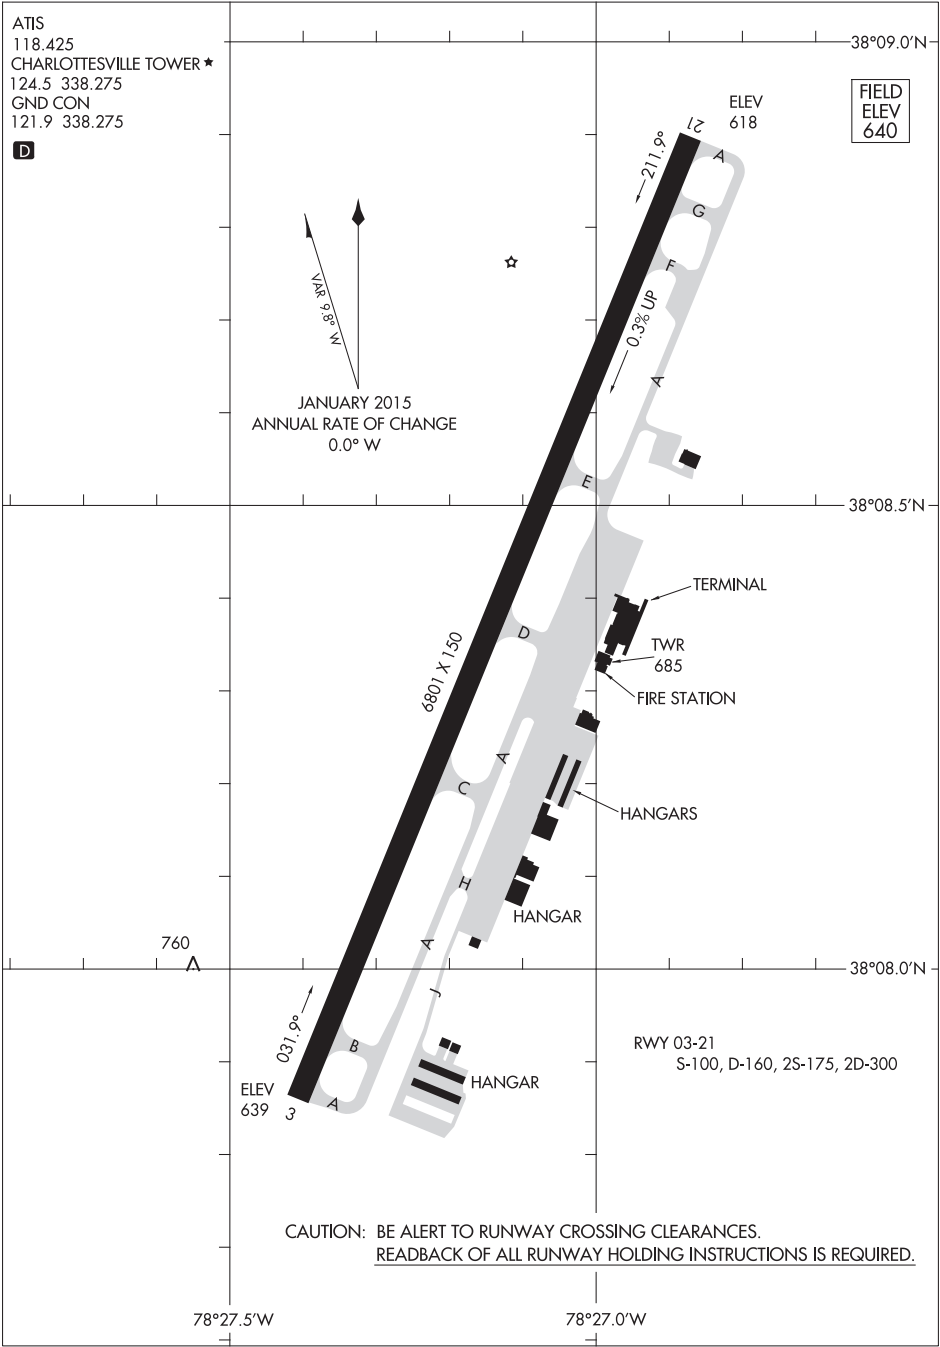 ATIS
118.425
CHARLOTTESVILLE TOWER ★
124.5 338.275
GND CON
121.9 338.275
D
38°09.0'N
FIELD
ELEV
640
ELEV
618
21
211.9°
A
G
F
VAR 9.8° W
0.3% UP
A
JANUARY 2015
ANNUAL RATE OF CHANGE
0.0° W
E
38°08.5'N
TERMINAL
D
TWR
685
6801 X 150
FIRE STATION
A
C
HANGARS
H
HANGAR
760
A
38°08.0'N
J
031.9°
B
RWY 03-21
S-100, D-160, 2S-175, 2D-300
HANGAR
ELEV
639
3
A
CAUTION: BE ALERT TO RUNWAY CROSSING CLEARANCES.
READBACK OF ALL RUNWAY HOLDING INSTRUCTIONS IS REQUIRED.
78°27.5'W
78°27.0'W